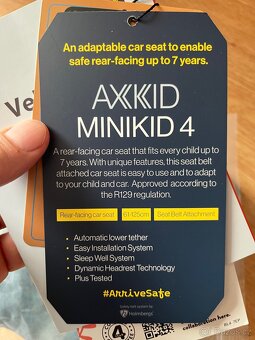 Ve
An adaptable car seat to enable
safe rear-facing up to 7 years.
AXKID
MINIKID 4
A rear-facing car seat that fits every child up to
7 years. With unique features, this seat belt
attached car seat is easy to use and to adapt
to your child and car. Approved according to
the R129 regulation.
Rear-facing car seat 61-125cm Seat Belt Attachment
• Automatic lower tether
• Easy Installation System
• Sleep Well System
• Dynamic Headrest Technology
• Plus Tested
#ArriveSafe
Holmbergs
4